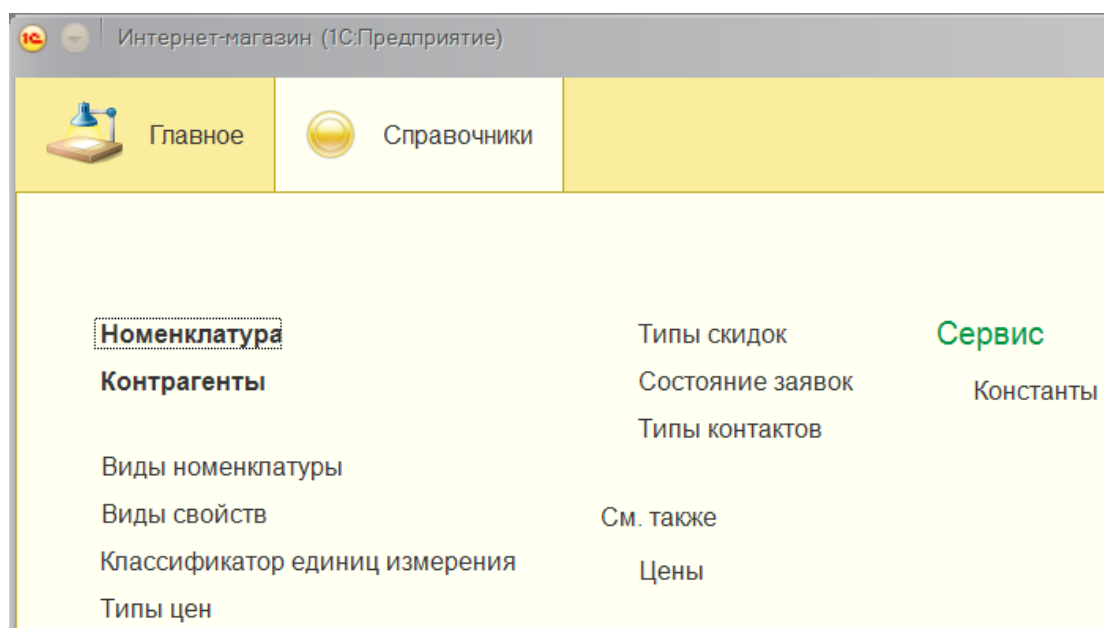 1С Интернет-магазин (1С:Предприятие)
Главное
Справочники
Номенклатура
Контрагенты
Виды номенклатуры
Виды свойств
Классификатор единиц измерения
Типы цен
Типы скидок
Состояние заявок
Типы контактов
См. также
Цены
Сервис
Константы